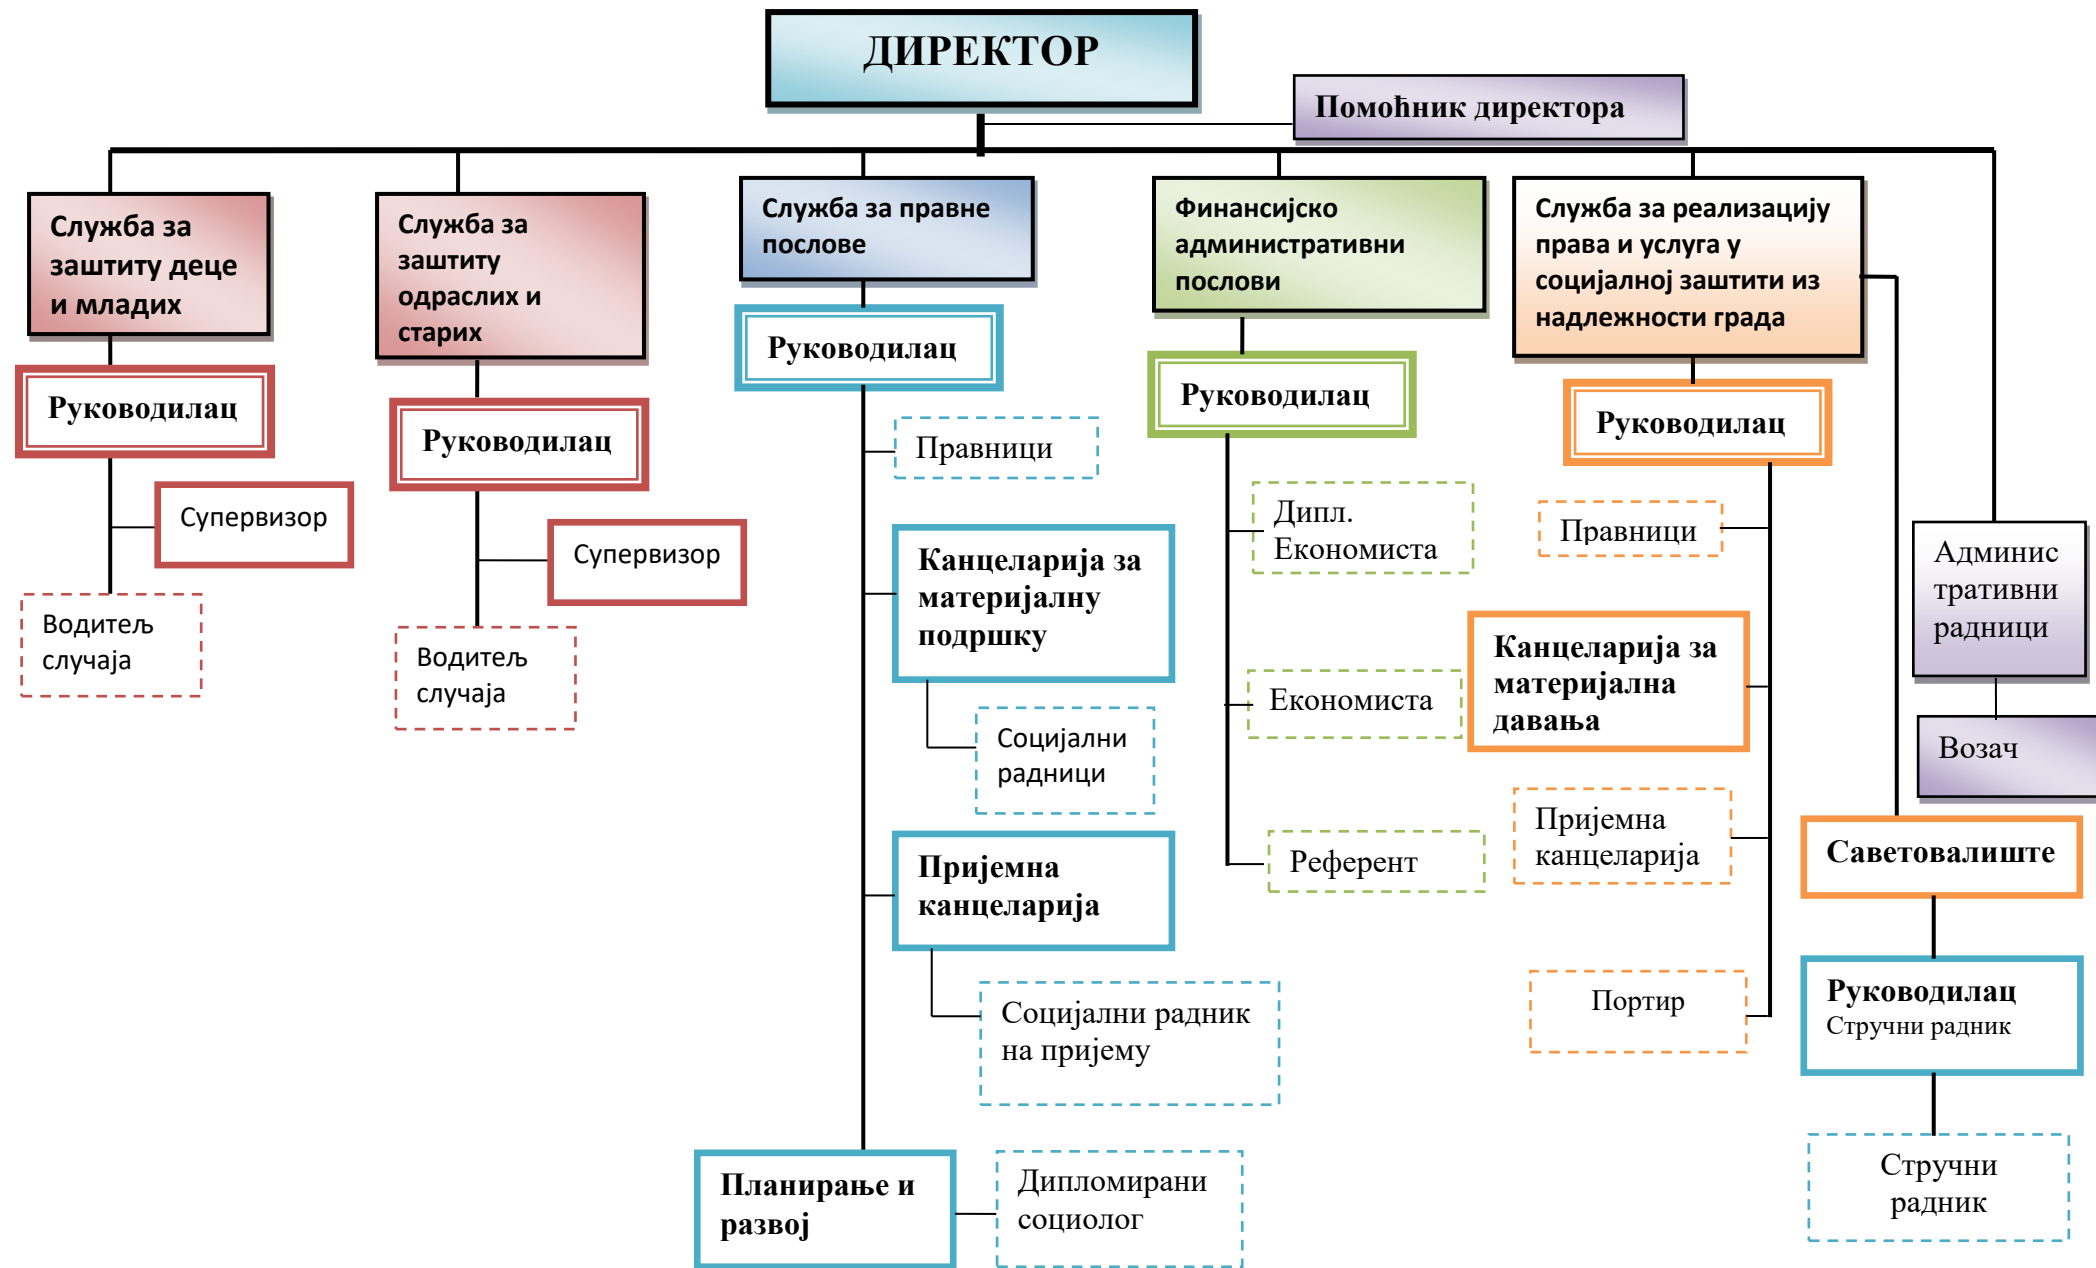 ДИРЕКТОР
Помоћник директора
Служба за
заштиту деце
и младих
Руководилац
Супервизор
Водитељ
случаја
Служба за
заштиту
одраслих и
старих
Руководилац
Супервизор
Водитељ
случаја
Служба за правне
послове
Руководилац
Правници
Канцеларија за
материјалну
подршку
Социјални
радници
Пријемна
канцеларија
Социјални радник
на пријему
Планирање и
развој
Дипломирани
социолог
Финансијско
административни
послови
Руководилац
Дипл.
Економиста
Економиста
Референт
Служба за реализацију
права и услуга у
социјалној заштити из
надлежности града
Руководилац
Правници
Канцеларија за
материјална
давања
Пријемна
канцеларија
Портир
Саветовалиште
Руководилац
Стручни радник
Стручни
радник
Админис
тративни
радници
Возач